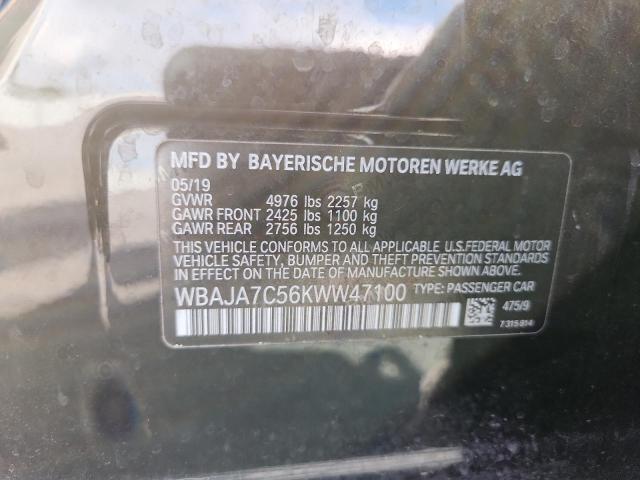 MFD BY BAYERISCHE MOTOREN WERKE AG
05/19
GVWR 4976 lbs 2257 kg
GAWR FRONT 2425 lbs 1100 kg
GAWR REAR 2756 lbs 1250 kg
THIS VEHICLE CONFORMS TO ALL APPLICABLE U.S.FEDERAL MOTOR
VEHICLE SAFETY, BUMPER AND THEFT PREVENTION STANDARDS
IN EFFECT ON THE DATE OF MANUFACTURE SHOWN ABOVE.
WBAJA7C56KWW47100 TYPE: PASSENGER CAR
475/9
7315814